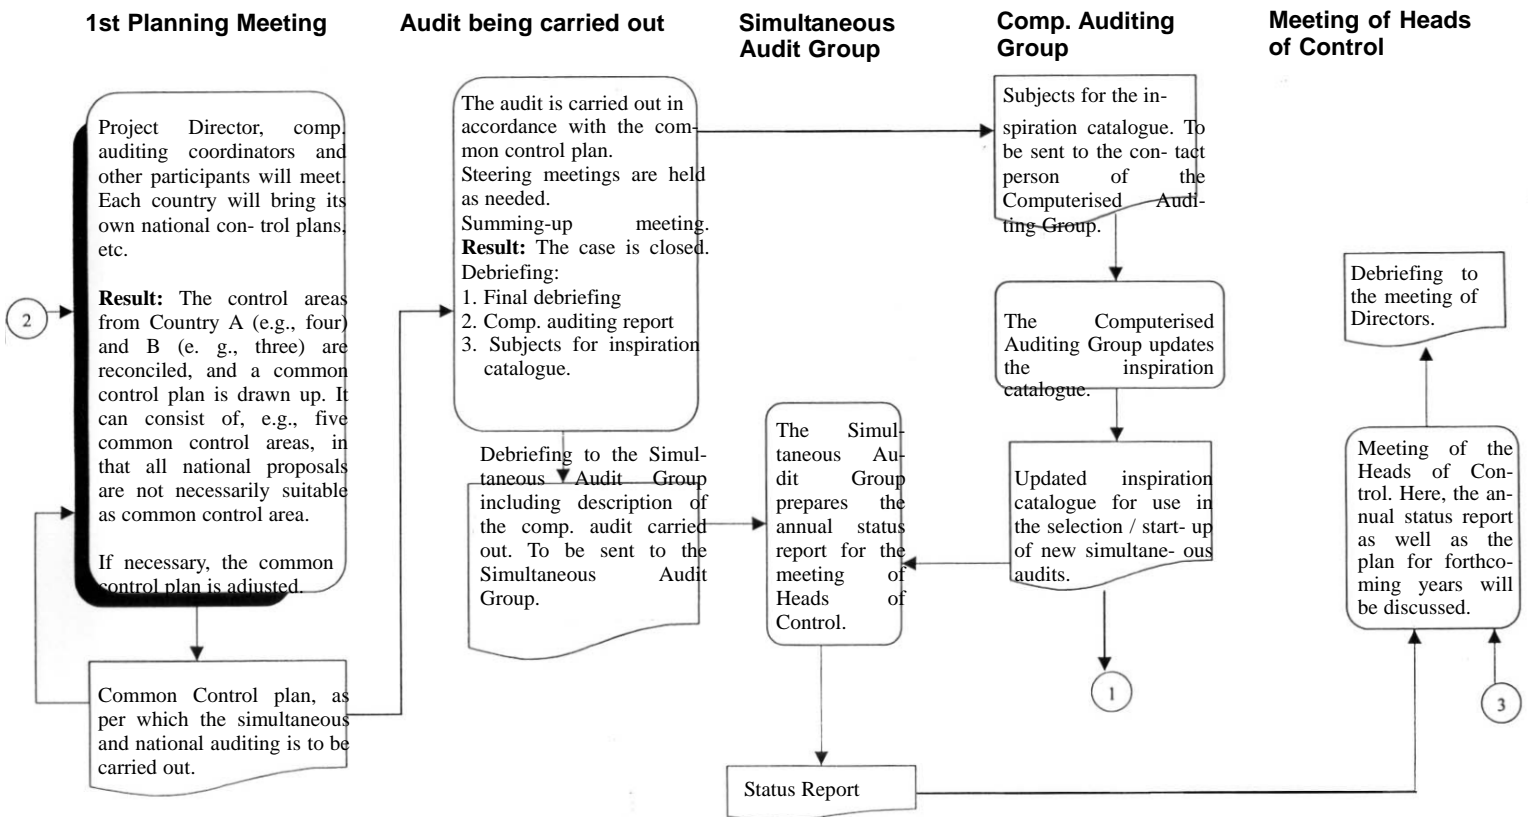 1st Planning Meeting
Audit being carried out
Simultaneous
Audit Group
Comp. Auditing
Group
Meeting of Heads
of Control
Project Director, comp.
auditing coordinators and
other participants will meet.
Each country will bring its
own national con- trol plans,
etc.
Result: The control areas
from Country A (e.g., four)
and B (e. g., three) are
reconciled, and a common
control plan is drawn up. It
can consist of, e.g., five
common control areas, in
that all national proposals
are not necessarily suitable
as common control area.
If necessary, the common
control plan is adjusted.
2
Common Control plan, as
per which the simultaneous
and national auditing is to be
carried out.
The audit is carried out in
accordance with the com-
mon control plan.
Steering meetings are held
as needed.
Summing-up meeting.
Result: The case is closed.
Debriefing:
1. Final debriefing
2. Comp. auditing report
3. Subjects for inspiration
catalogue.
Debriefing to the Simul-
taneous Audit Group
including description of
the comp. audit carried
out. To be sent to the
Simultaneous Audit
Group.
The Simul-
taneous Au-
dit Group
prepares the
annual status
report for the
meeting of
Heads of
Control.
Status Report
Subjects for the in-
spiration catalogue. To
be sent to the con- tact
person of the
Computerised Audi-
ting Group.
The Computerised
Auditing Group updates
the inspiration
catalogue.
Updated inspiration
catalogue for use in
the selection / start- up
of new simultane- ous
audits.
1
Debriefing to
the meeting of
Directors.
Meeting of the
Heads of Con-
trol. Here, the an-
nual status report
as well as the
plan for forthco-
ming years will
be discussed.
3